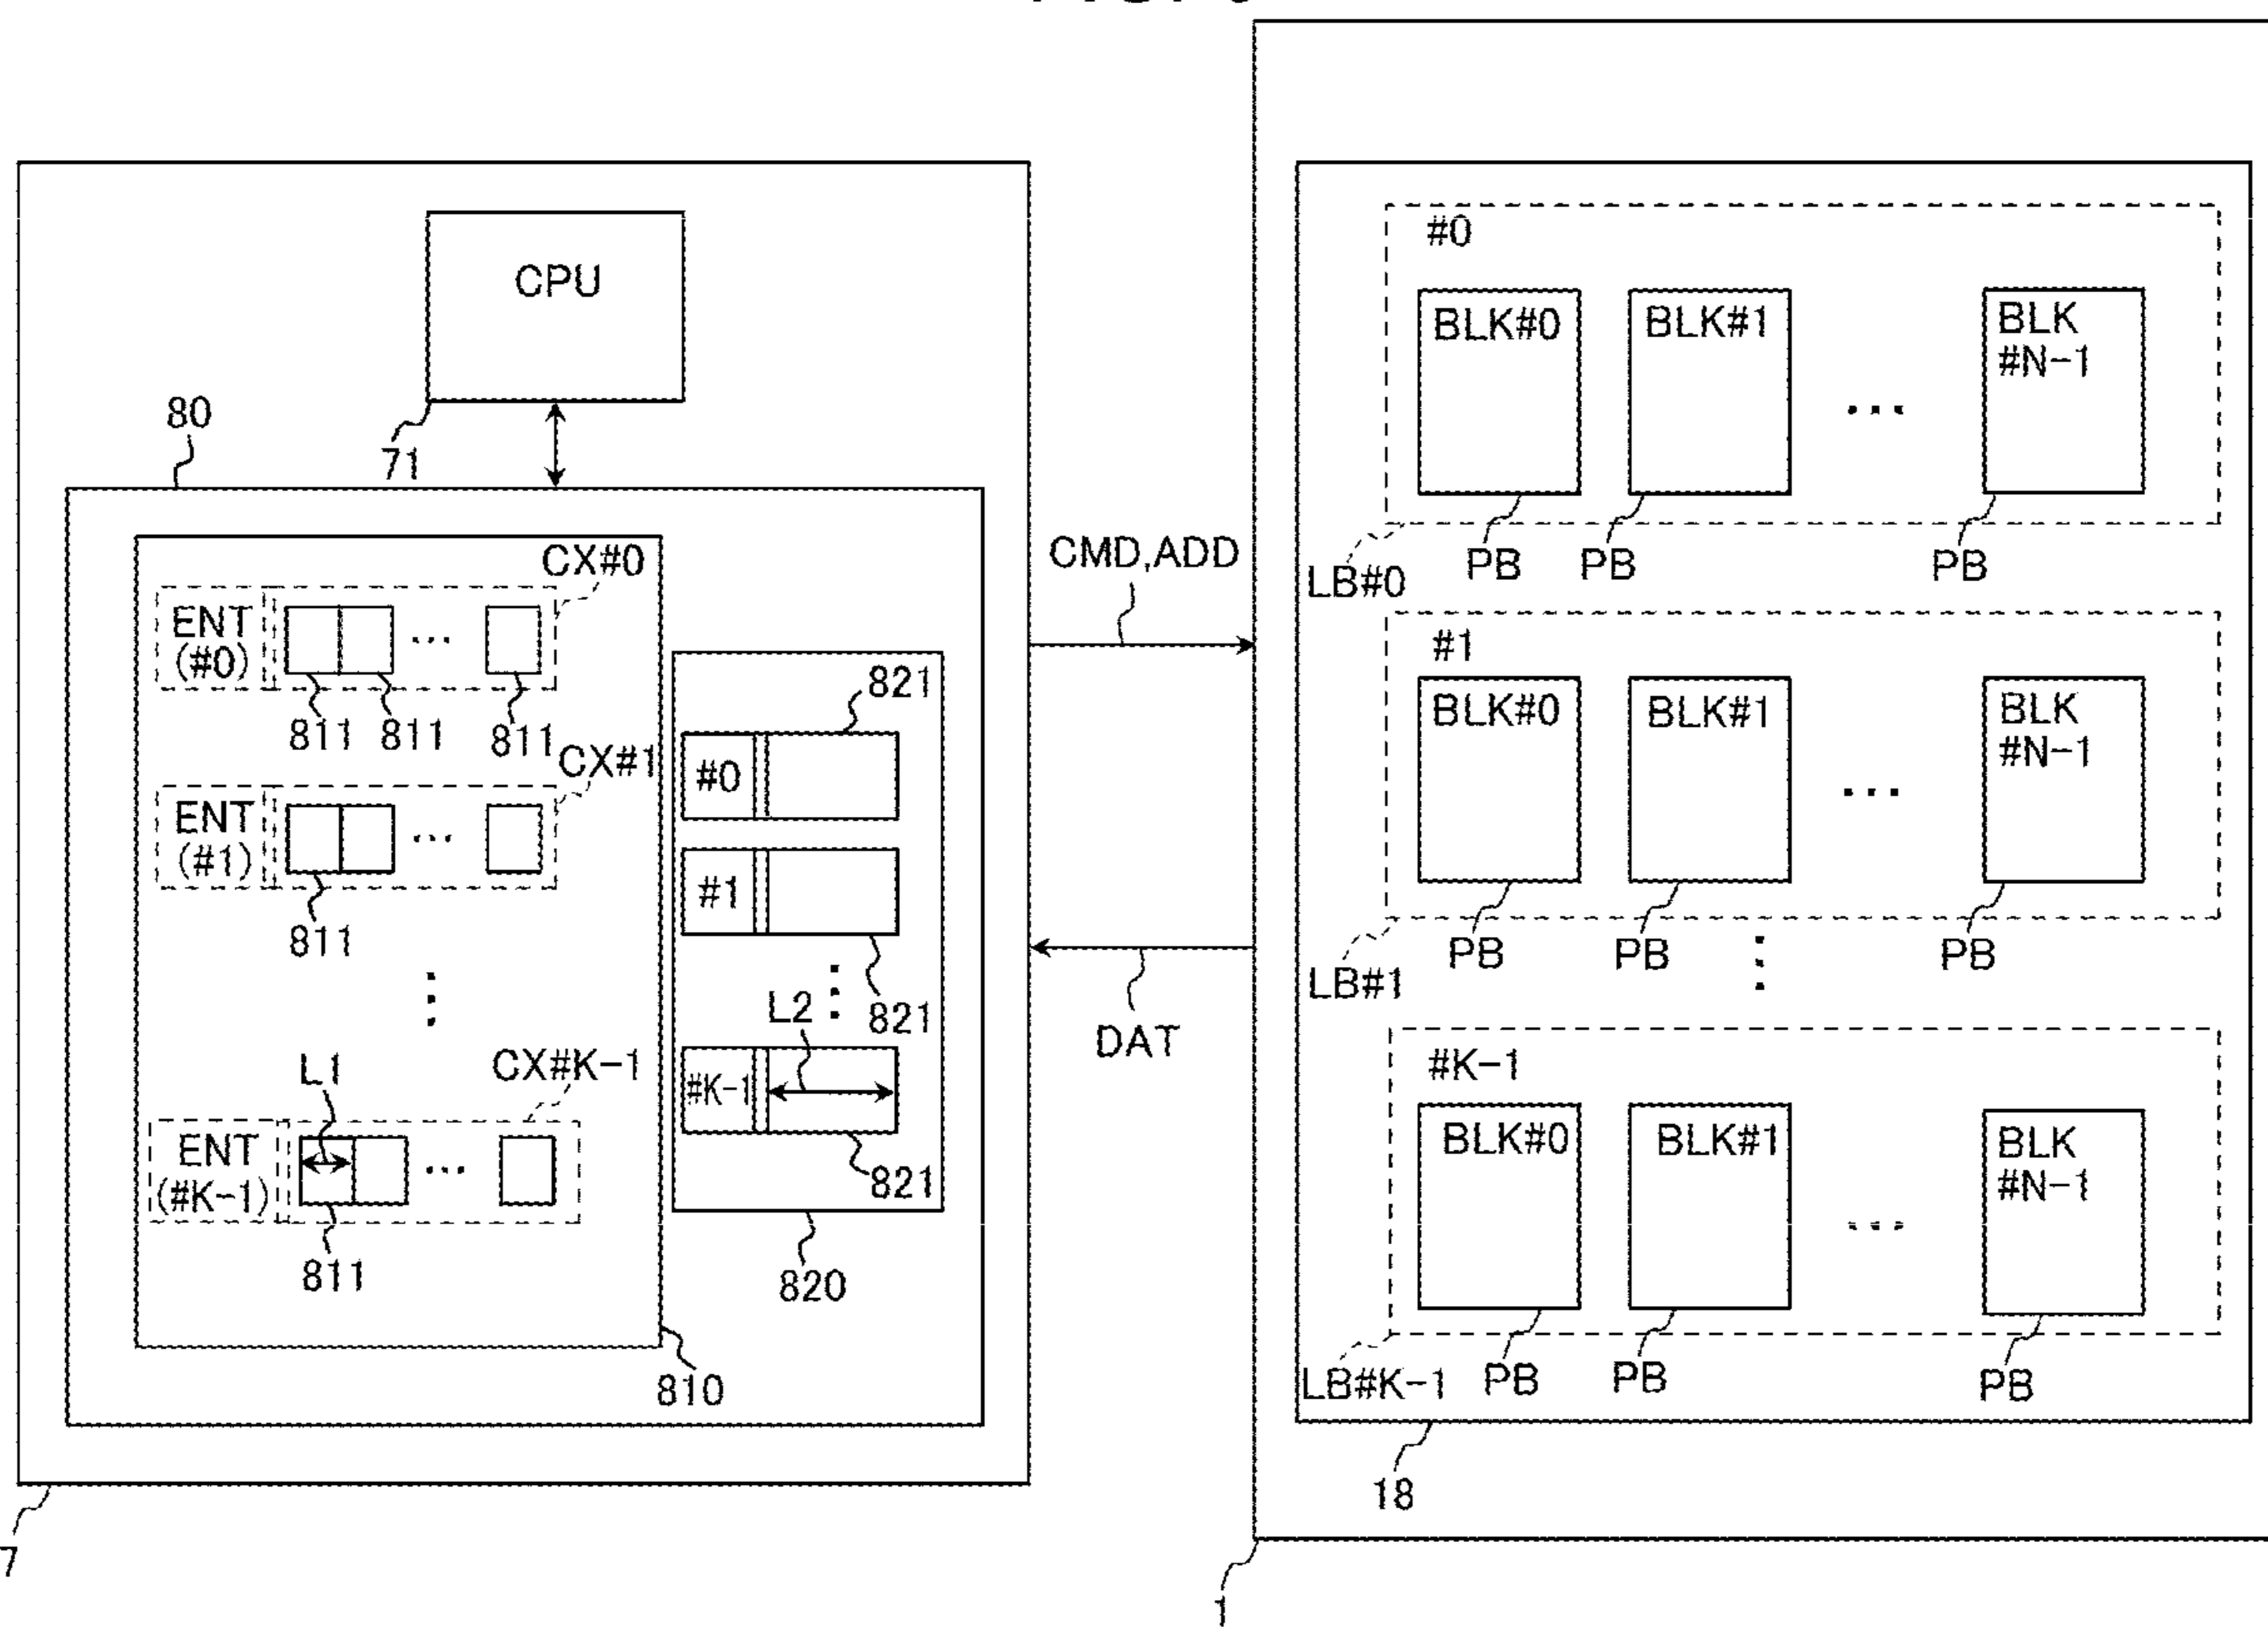 CPU
71
80
CX#0
ENT
(#0)
...
811
811
811
CX#1
ENT
(#1)
...
811
L1
CX#K-1
ENT
(#K-1)
...
811
810
821
#0
#1
821
L2
#K-1
821
820
7
CMD,ADD
DAT
#0
BLK#0
BLK#1
...
BLK
#N-1
LB#0
PB
PB
PB
#1
BLK#0
BLK#1
...
BLK
#N-1
LB#1
PB
PB
PB
#K-1
BLK#0
BLK#1
...
BLK
#N-1
LB#K-1
PB
PB
PB
18
1